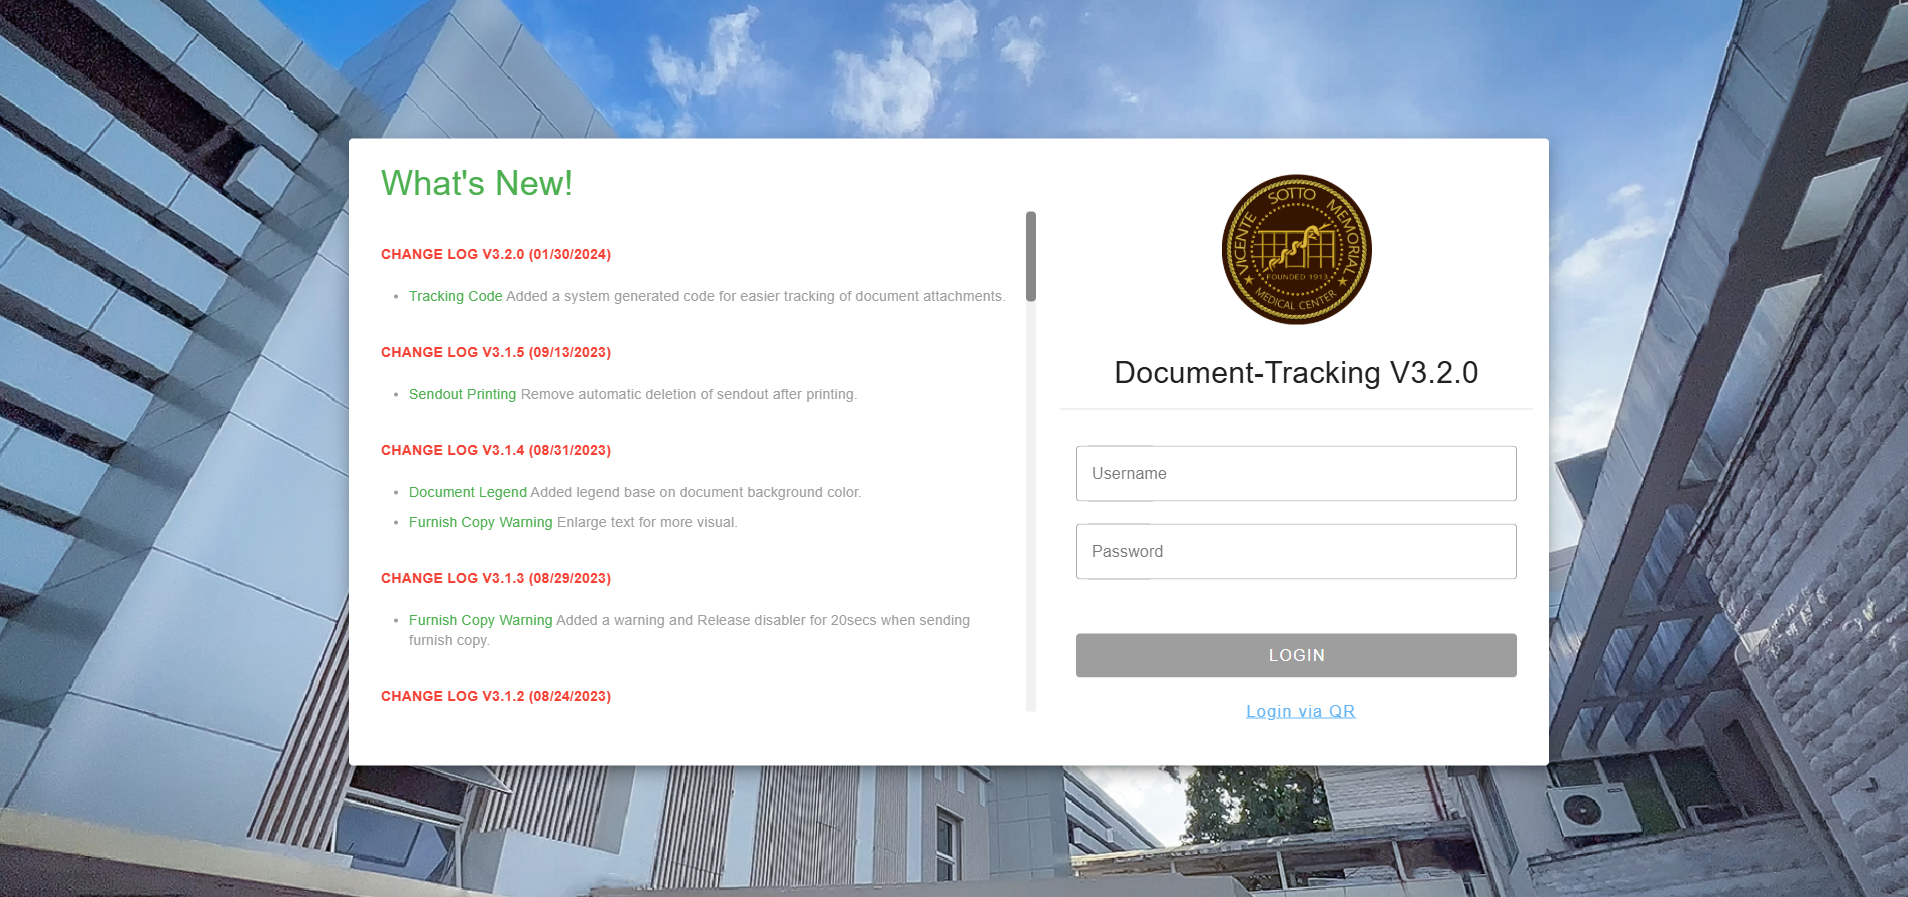 What's New!
CHANGE LOG V3.2.0 (01/30/2024)
Tracking Code Added a system generated code for easier tracking of document attachments.
CHANGE LOG V3.1.5 (09/13/2023)
Sendout Printing Remove automatic deletion of sendout after printing.
CHANGE LOG V3.1.4 (08/31/2023)
Document Legend Added legend base on document background color.
Furnish Copy Warning Enlarge text for more visual.
CHANGE LOG V3.1.3 (08/29/2023)
Furnish Copy Warning Added a warning and Release disabler for 20secs when sending
furnish copy.
CHANGE LOG V3.1.2 (08/24/2023)
VICENTE SOTTO MEMORIAL
FOUNDED 1913
MEDICAL CENTER
Document-Tracking V3.2.0
Username
Password
LOGIN
Login via QR